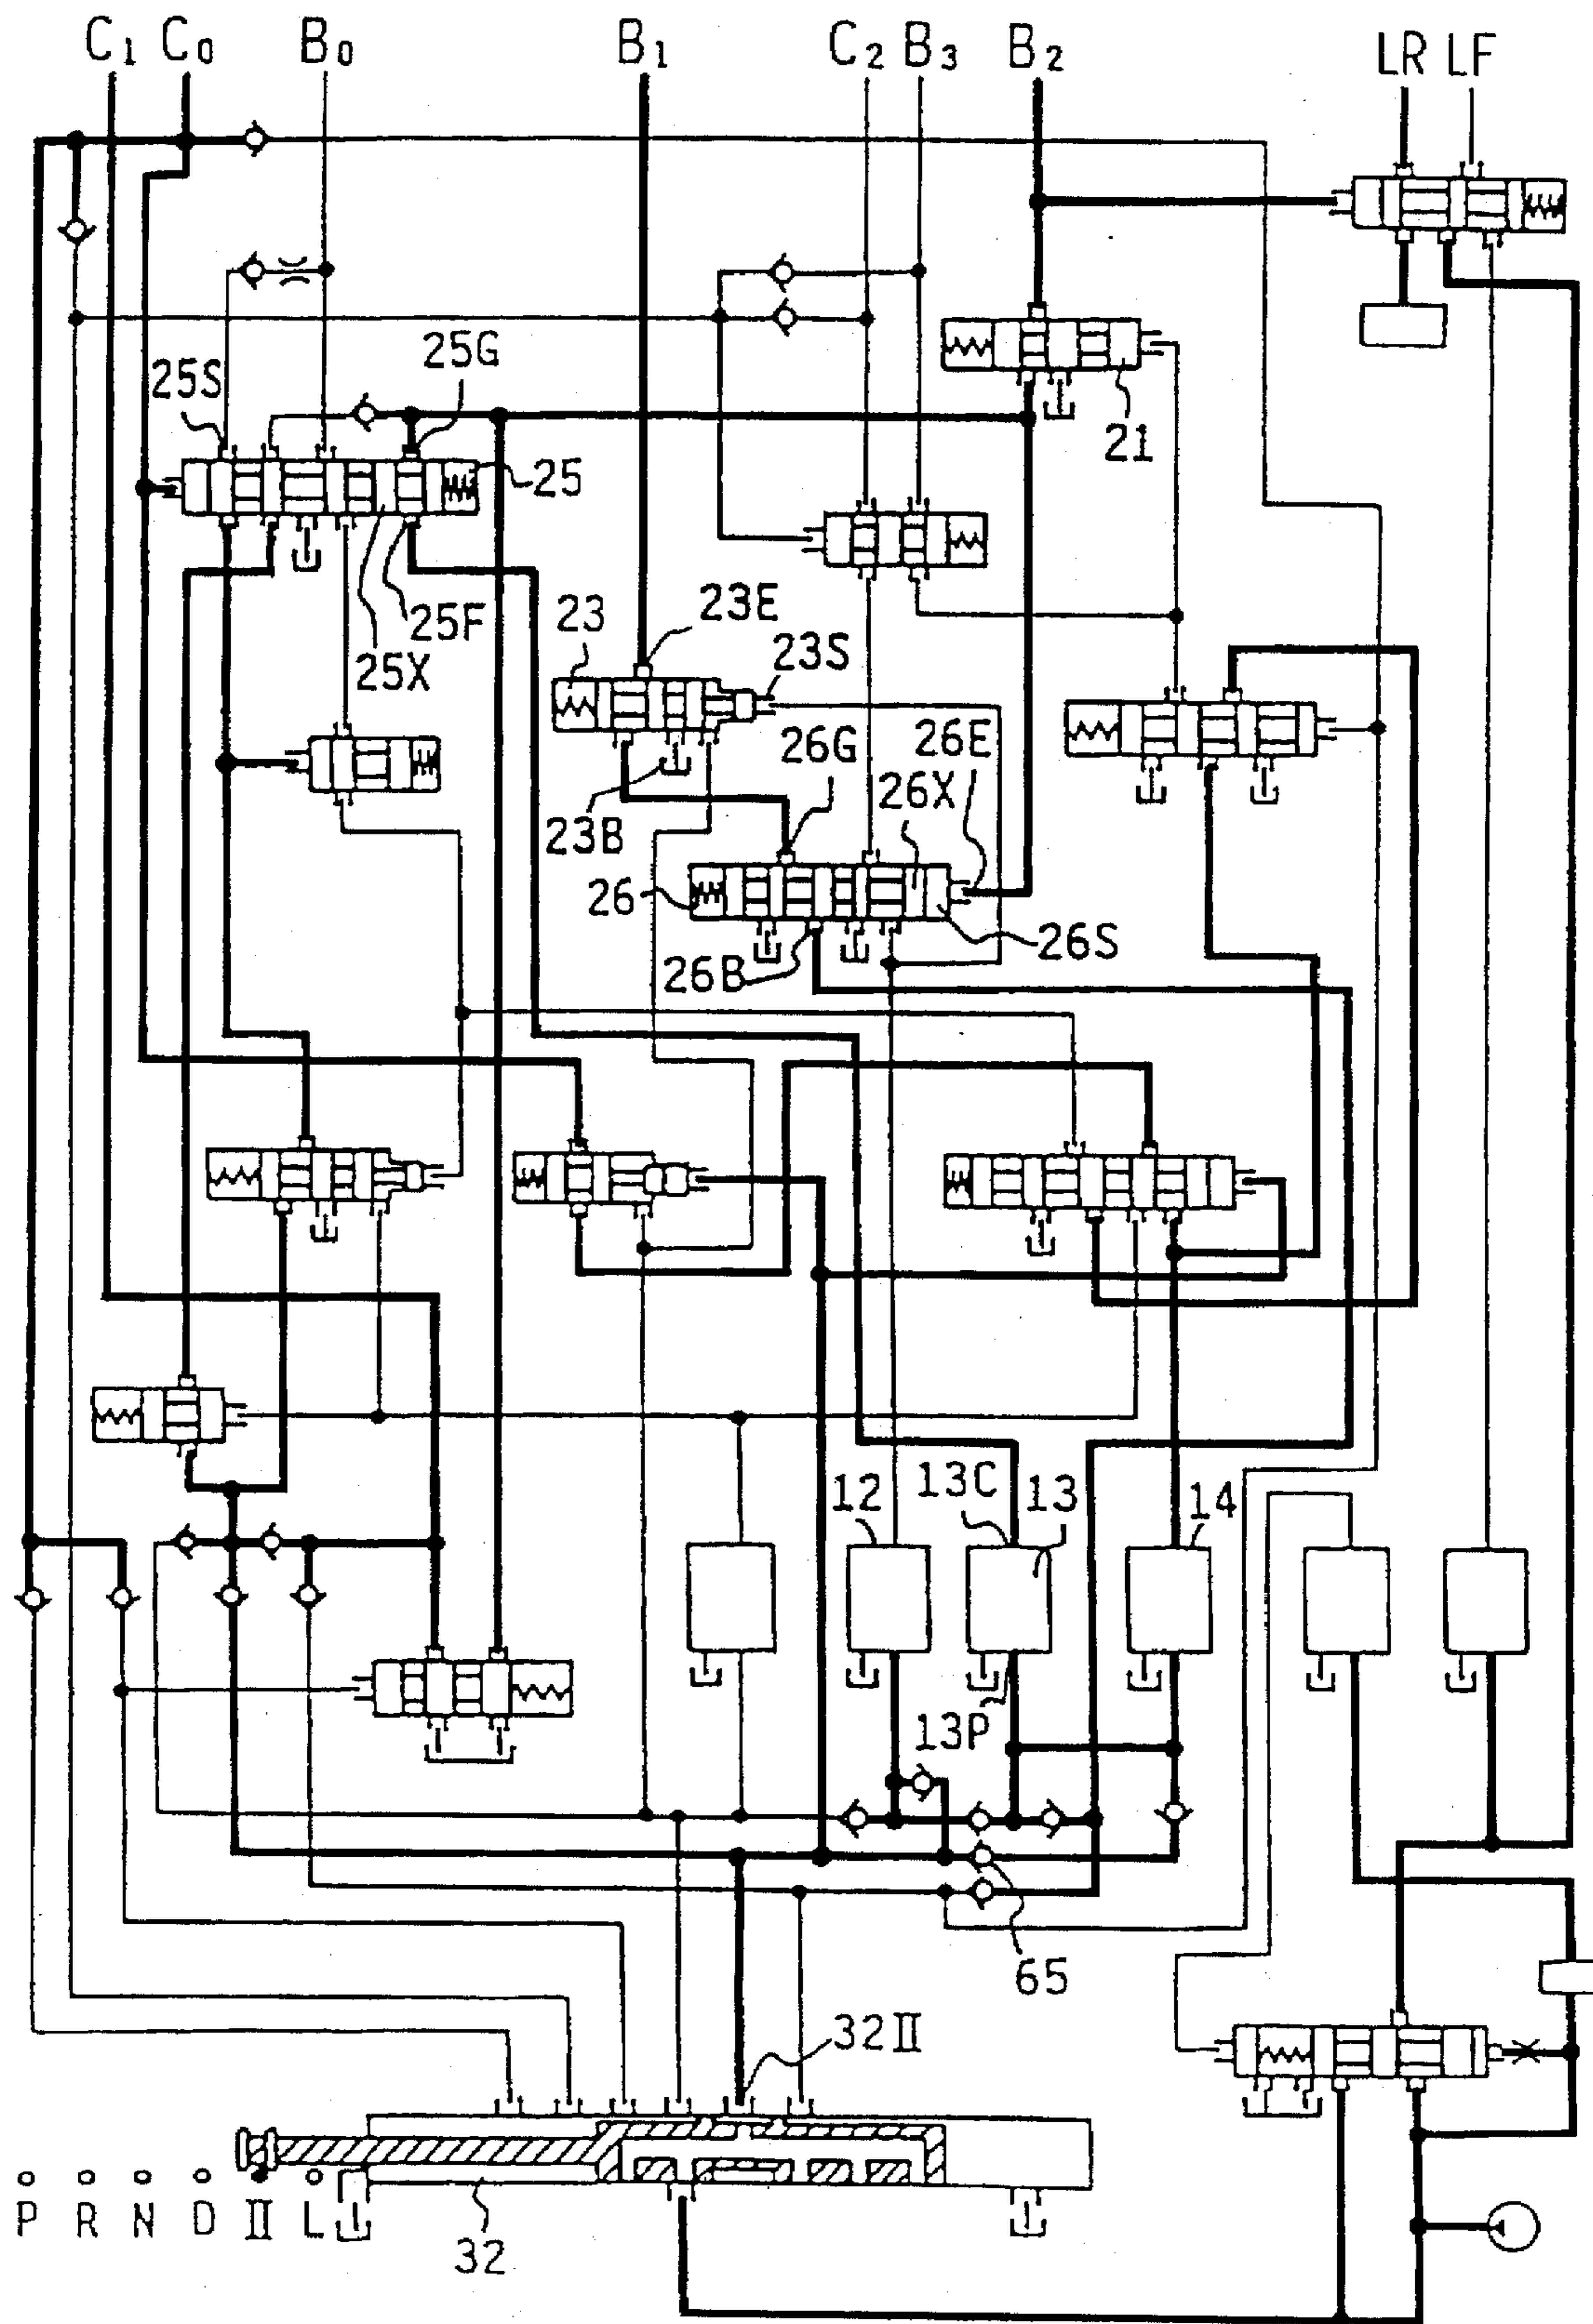 C₁ C₀ B₀ B₁ C₂ B₃ B₂ LR LF
25S 25G
21
25
25F
25X
23 23E
23S
26G 26E
26X
23B
26
26S
26B
12 13C 13 14
13P
65
32Ⅱ
P R N D Ⅱ L
32